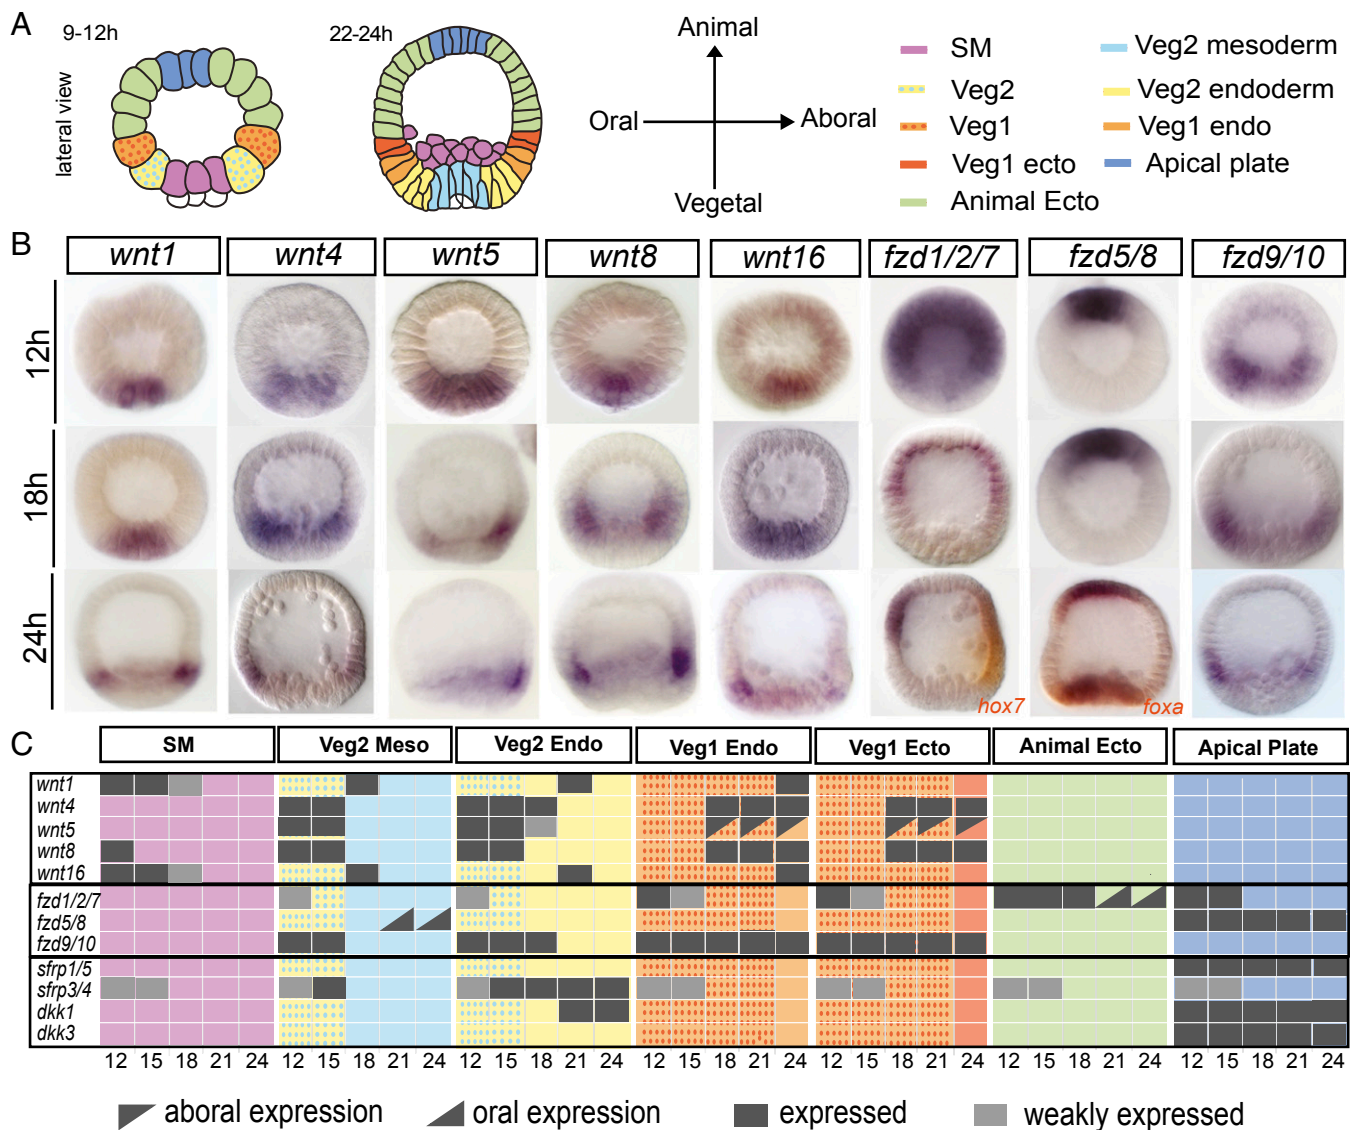 A
9-12h
22-24h
lateral view
Animal
Oral
Aboral
Vegetal
SM
Veg2
Veg1
Veg1 ecto
Animal Ecto
Veg2 mesoderm
Veg2 endoderm
Veg1 endo
Apical plate
B
wnt1 wnt4 wnt5 wnt8 wnt16 fzd1/2/7 fzd5/8 fzd9/10
12h
18h
24h
hox7
foxa
C
SM Veg2 Meso Veg2 Endo Veg1 Endo Veg1 Ecto Animal Ecto Apical Plate
wnt1
wnt4
wnt5
wnt8
wnt16
fzd1/2/7
fzd5/8
fzd9/10
sfrp1/5
sfrp3/4
dkk1
dkk3
12 15 18 21 24 12 15 18 21 24 12 15 18 21 24 12 15 18 21 24 12 15 18 21 24 12 15 18 21 24 12 15 18 21 24
aboral expression oral expression expressed weakly expressed